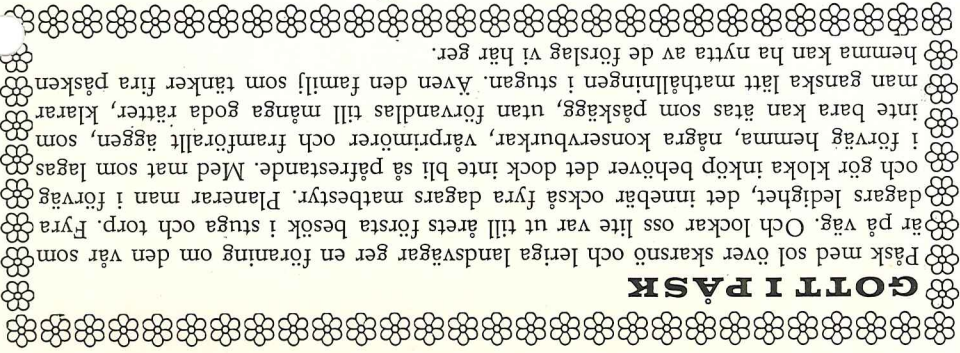 GOTT I PÅSK
Påsk med sol över skarsnö och leriga landsvägar ger en föraning om den vår som
är på väg. Och lockar oss lite var ut till årets första besök i stuga och torp. Fyra
dagars ledighet, det innebär också fyra dagars matbestyr. Planerar man i förväg
och gör kloka inköp behöver det dock inte bli så påfrestande. Med mat som lagas
i förväg hemma, några konservburkar, vårprimörer och framförallt äggen, som
inte bara kan ätas som påskägg, utan förvandlas till många goda rätter, klarar
man ganska lätt mathållningen i stugan. Även den familj som tänker fira påsken
hemma kan ha nytta av de förslag vi här ger.